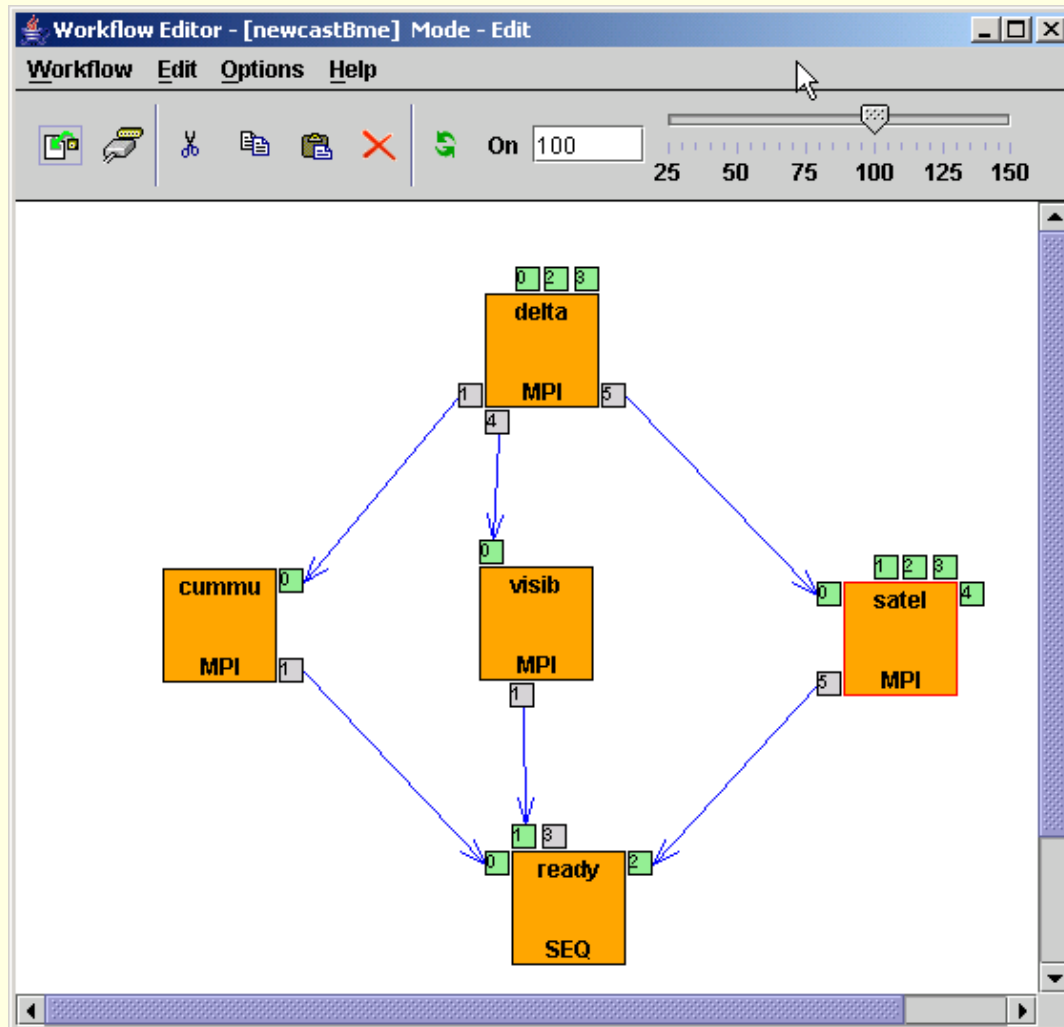 Workflow Editor - [newcastBme] Mode - Edit
Workflow Edit Options Help
On 100
25 50 75 100 125 150
0 2 3
delta
MPI
1 5
4
0
0
cummu
MPI
1
visib
MPI
1
1 2 3
0 4
satel
MPI
5
1 3
0 2
ready
SEQ